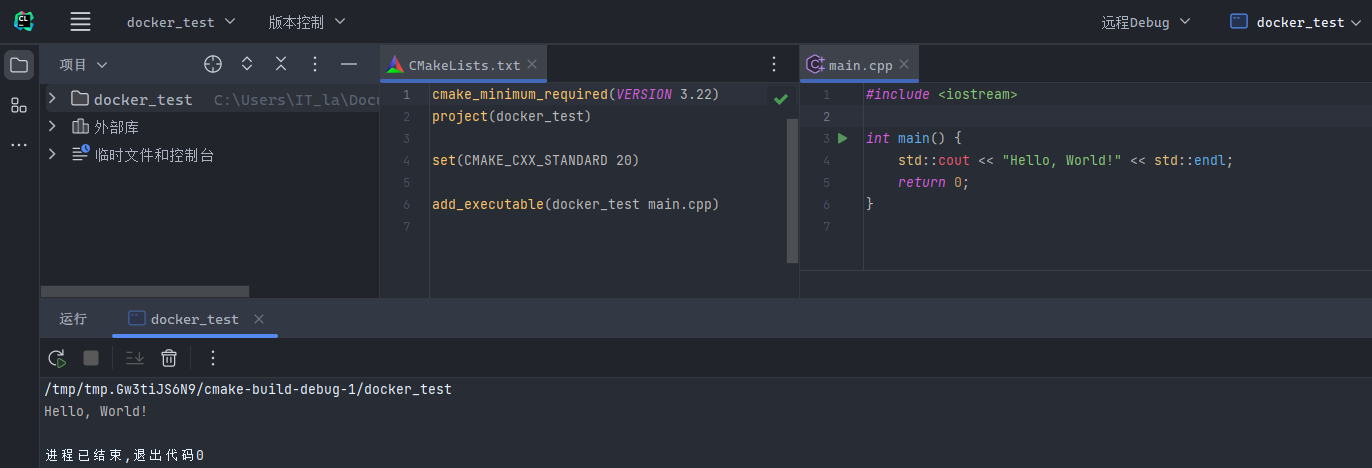 CL
docker_test
版本控制
远程Debug
docker_test
项目
docker_test C:\Users\IT_la\Docu
外部库
临时文件和控制台
CMakeLists.txt
1 cmake_minimum_required(VERSION 3.22)
2 project(docker_test)
3
4 set(CMAKE_CXX_STANDARD 20)
5
6 add_executable(docker_test main.cpp)
7
main.cpp
1 #include <iostream>
2
3 int main() {
4     std::cout << "Hello, World!" << std::endl;
5     return 0;
6 }
7
运行
docker_test
/tmp/tmp.Gw3tiJS6N9/cmake-build-debug-1/docker_test
Hello, World!
进程已结束,退出代码0